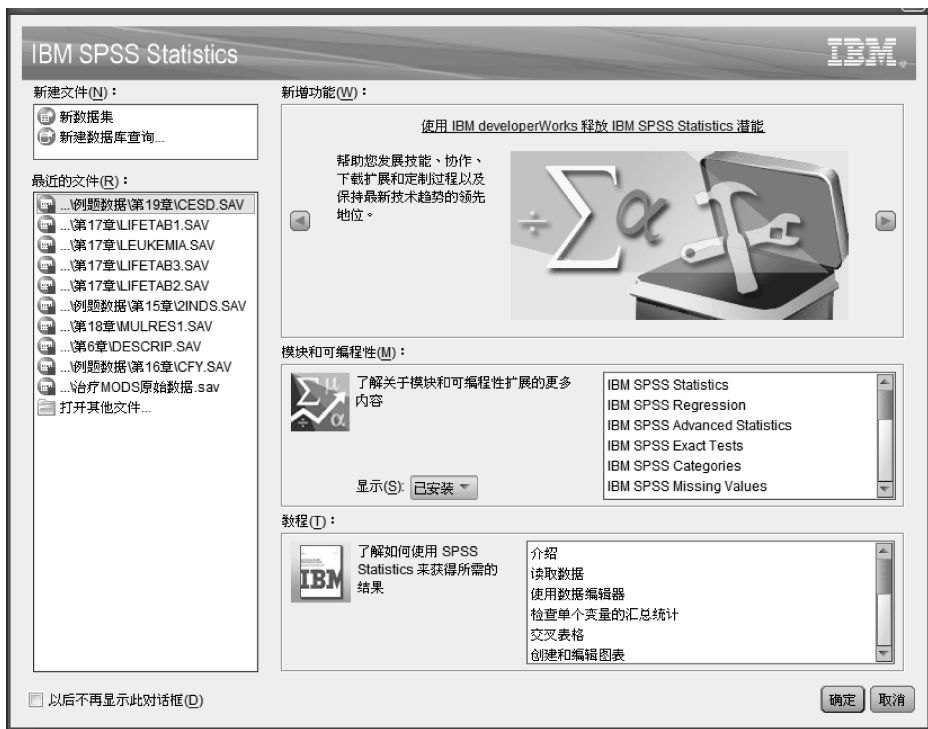 IBM SPSS Statistics
IBM
新建文件(N)：
新数据集
新建数据库查询...
最近的文件(R)：
...\例题数据\第19章\CESD.SAV
...\第17章\LIFETAB1.SAV
...\第17章\LEUKEMIA.SAV
...\第17章\LIFETAB3.SAV
...\第17章\LIFETAB2.SAV
...\例题数据\第15章\2INDS.SAV
...\第18章\MULRES1.SAV
...\第6章\DESCRIP.SAV
...\例题数据\第16章\CFY.SAV
...\治疗MODS原始数据.sav
打开其他文件...
新增功能(W)：
使用 IBM developerWorks 释放 IBM SPSS Statistics 潜能
帮助您发展技能、协作、
下载扩展和定制过程以及
保持最新技术趋势的领先
地位。
÷ Σ α
模块和可编程性(M)：
Σ μ
÷ α
了解关于模块和可编程性扩展的更多
内容
显示(S): 已安装
IBM SPSS Statistics
IBM SPSS Regression
IBM SPSS Advanced Statistics
IBM SPSS Exact Tests
IBM SPSS Categories
IBM SPSS Missing Values
教程(T)：
IBM
了解如何使用 SPSS
Statistics 来获得所需的
结果
介绍
读取数据
使用数据编辑器
检查单个变量的汇总统计
交叉表格
创建和编辑图表
以后不再显示此对话框(D)
确定
取消